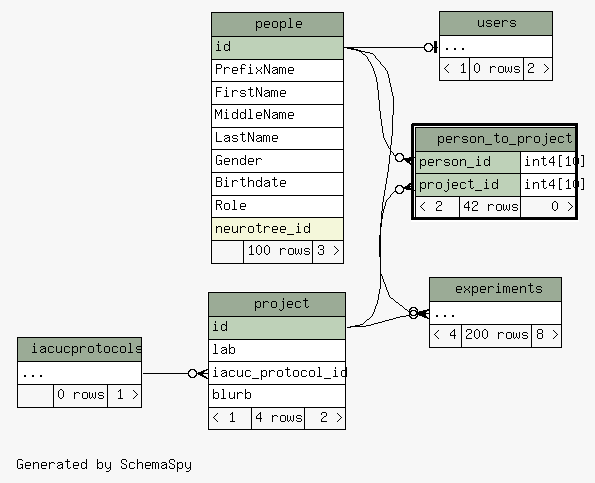 people
id
PrefixName
FirstName
MiddleName
LastName
Gender
Birthdate
Role
neurotree_id
100 rows 3 >
users
...
< 1 0 rows 2 >
person_to_project
person_id int4[10]
project_id int4[10]
< 2 42 rows 0 >
experiments
...
< 4 200 rows 8 >
project
id
lab
iacuc_protocol_id
blurb
< 1 4 rows 2 >
iacucprotocols
...
0 rows 1 >
Generated by SchemaSpy